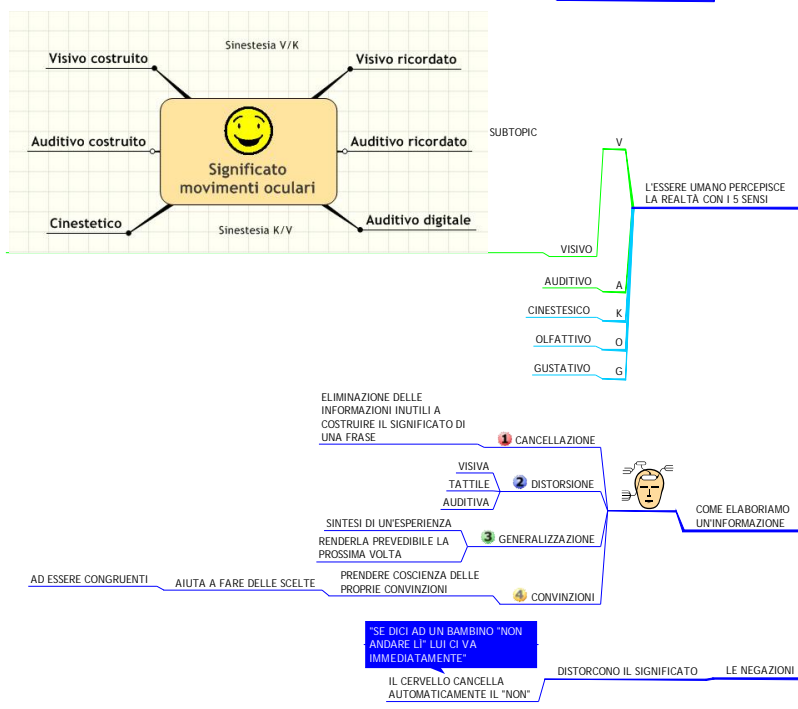 Sinestesia V/K
Visivo costruito
Visivo ricordato
Auditivo costruito
Auditivo ricordato
Significato
movimenti oculari
Cinestetico
Auditivo digitale
Sinestesia K/V
SUBTOPIC
V
L'ESSERE UMANO PERCEPISCE
LA REALTÀ CON I 5 SENSI
VISIVO
AUDITIVO
A
CINESTESICO
K
OLFATTIVO
O
GUSTATIVO
G
ELIMINAZIONE DELLE
INFORMAZIONI INUTILI A
COSTRUIRE IL SIGNIFICATO DI
UNA FRASE
1 CANCELLAZIONE
VISIVA
TATTILE
AUDITIVA
2 DISTORSIONE
COME ELABORIAMO
UN'INFORMAZIONE
SINTESI DI UN'ESPERIENZA
RENDERLA PREVEDIBILE LA
PROSSIMA VOLTA
3 GENERALIZZAZIONE
AD ESSERE CONGRUENTI
AIUTA A FARE DELLE SCELTE
PRENDERE COSCIENZA DELLE
PROPRIE CONVINZIONI
4 CONVINZIONI
"SE DICI AD UN BAMBINO "NON
ANDARE LÌ" LUI CI VA
IMMEDIATAMENTE"
IL CERVELLO CANCELLA
AUTOMATICAMENTE IL "NON"
DISTORCONO IL SIGNIFICATO
LE NEGAZIONI